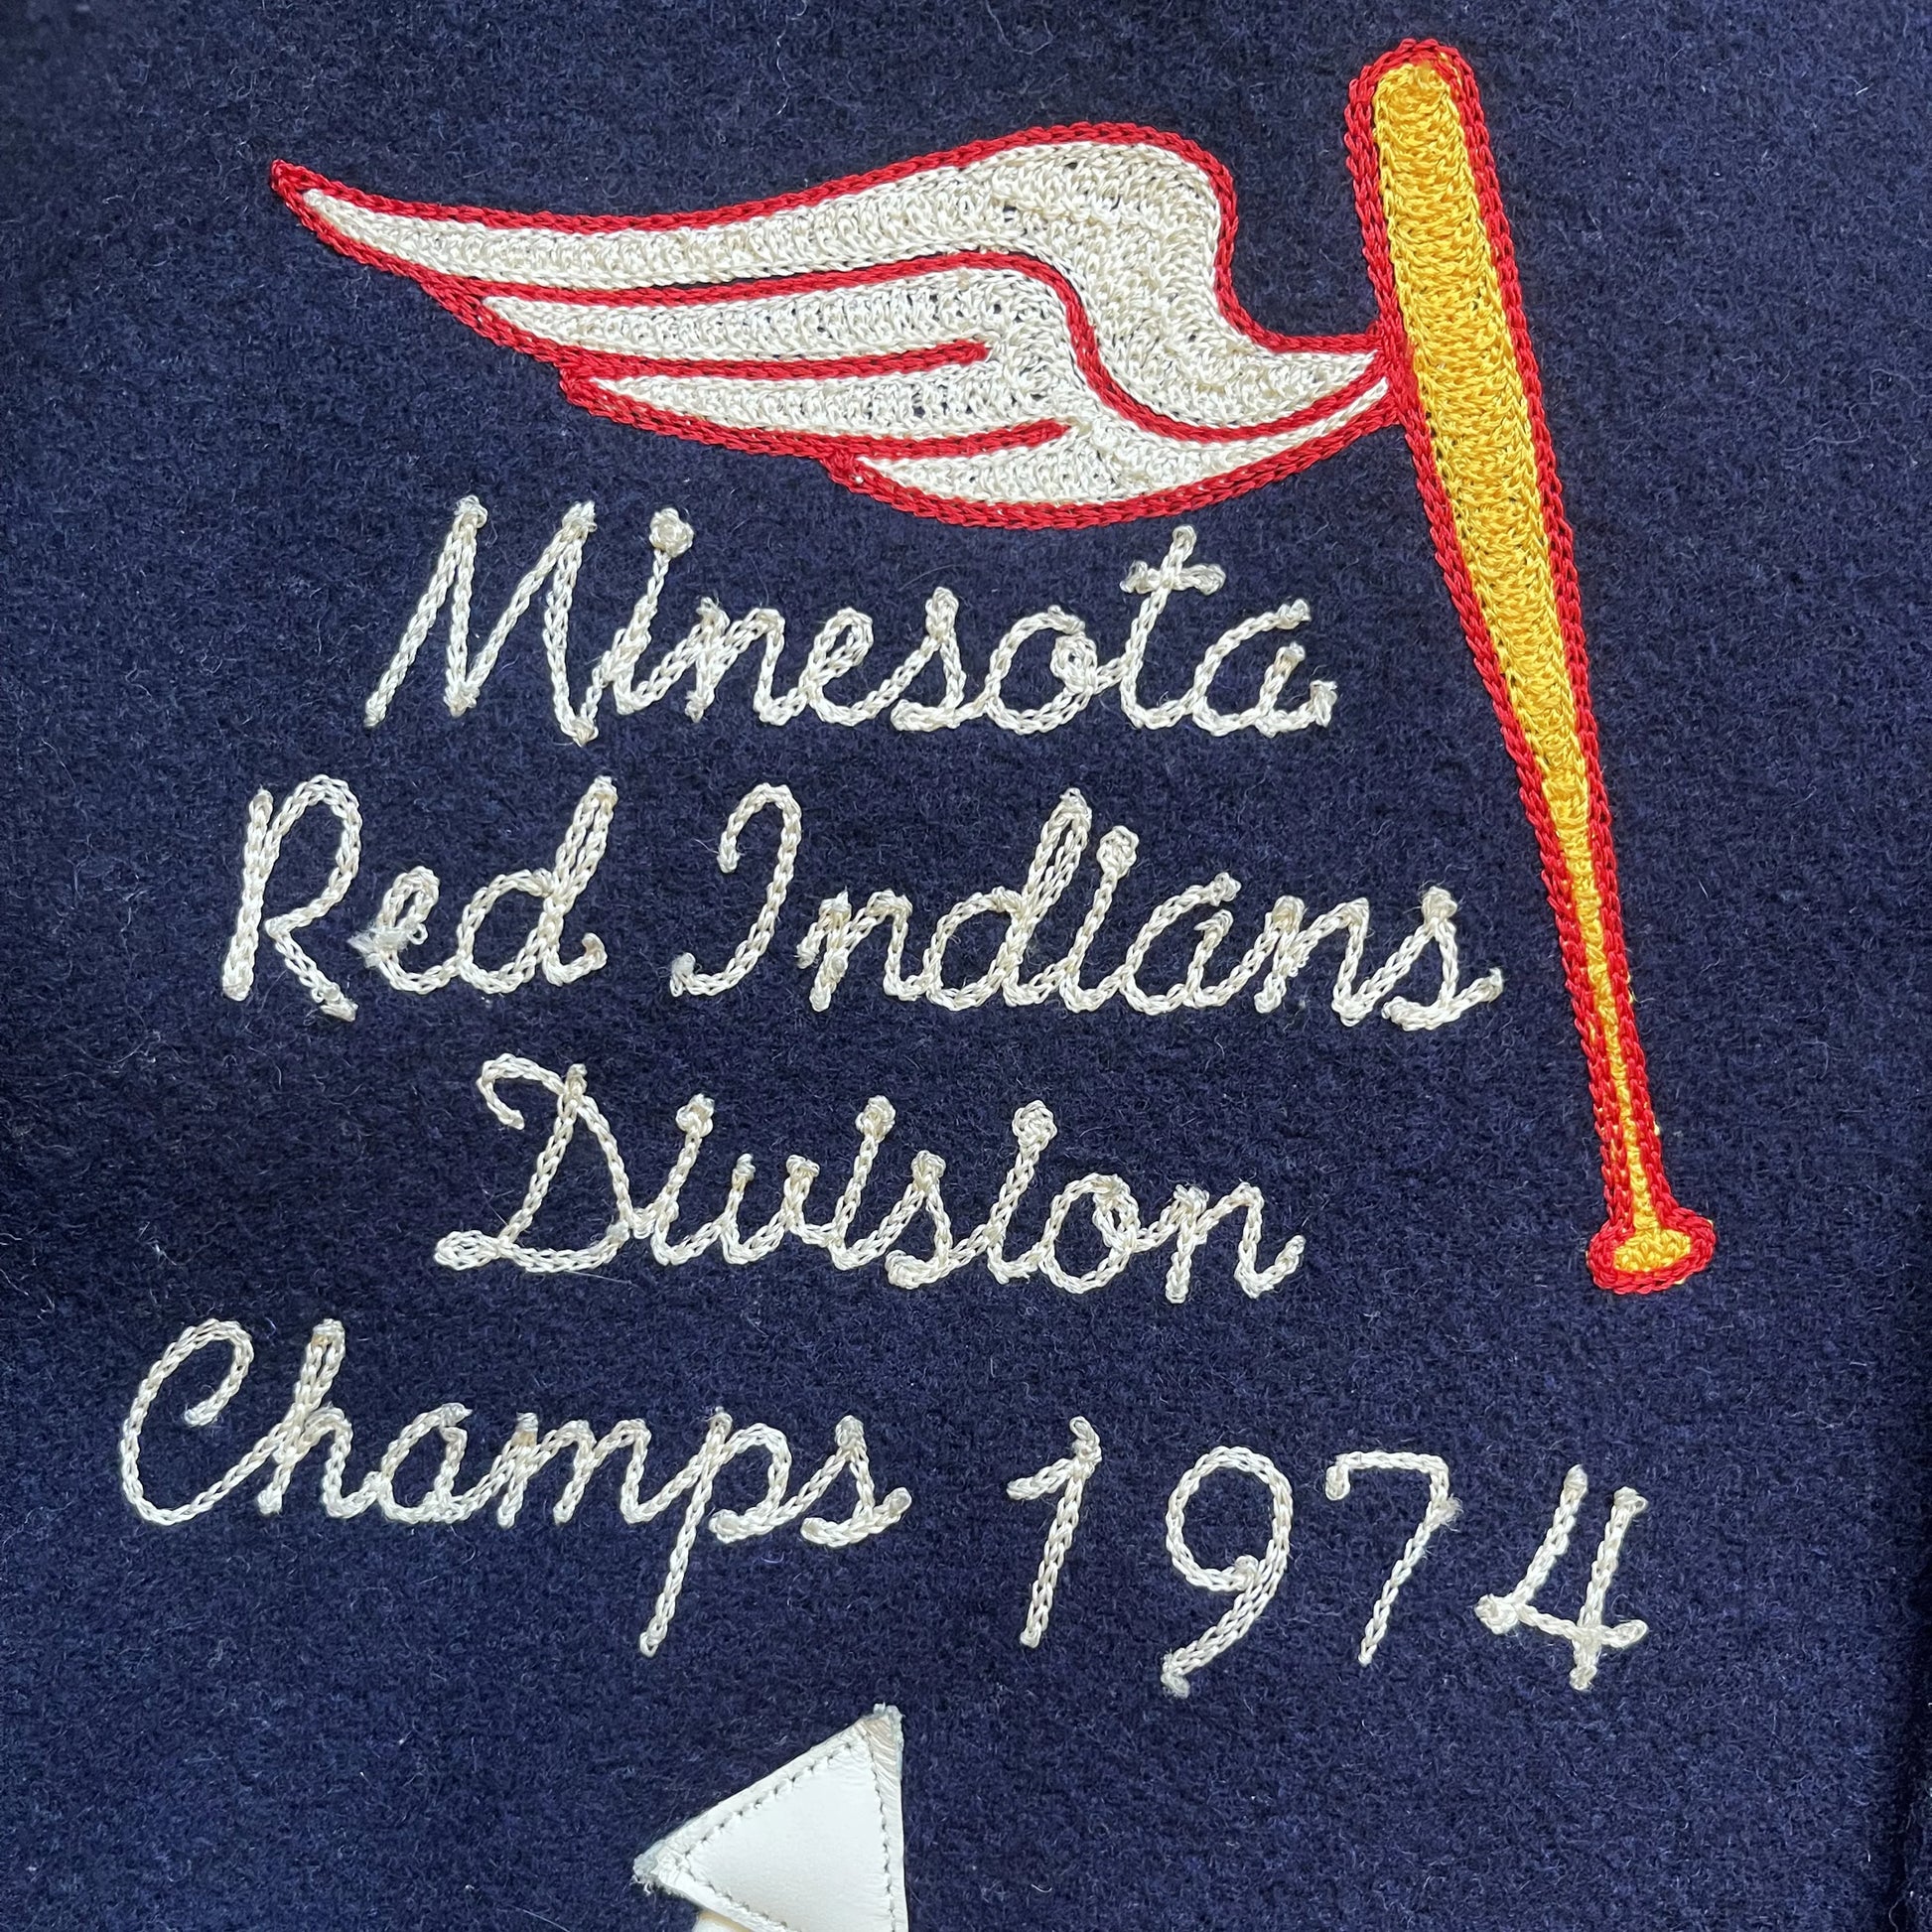 Minesota
Red Indians
Division
Champs 1974